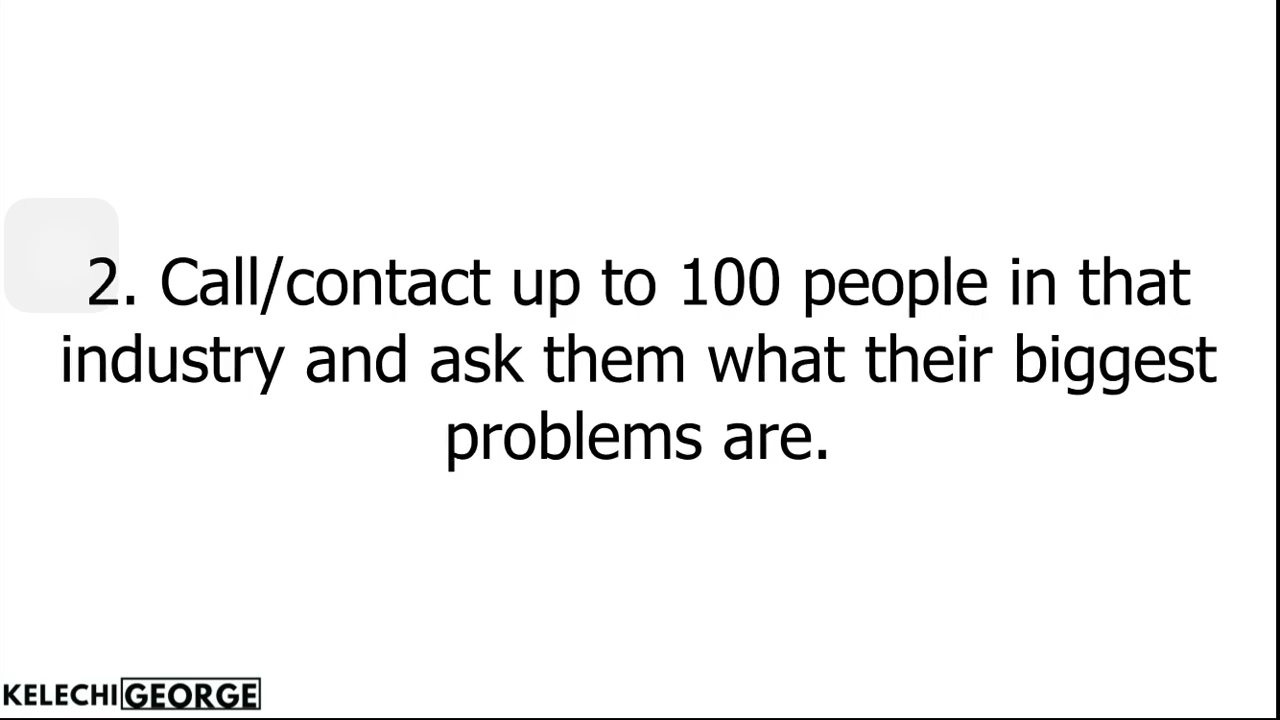 2. Call/contact up to 100 people in that
industry and ask them what their biggest
problems are.
KELECHI GEORGE